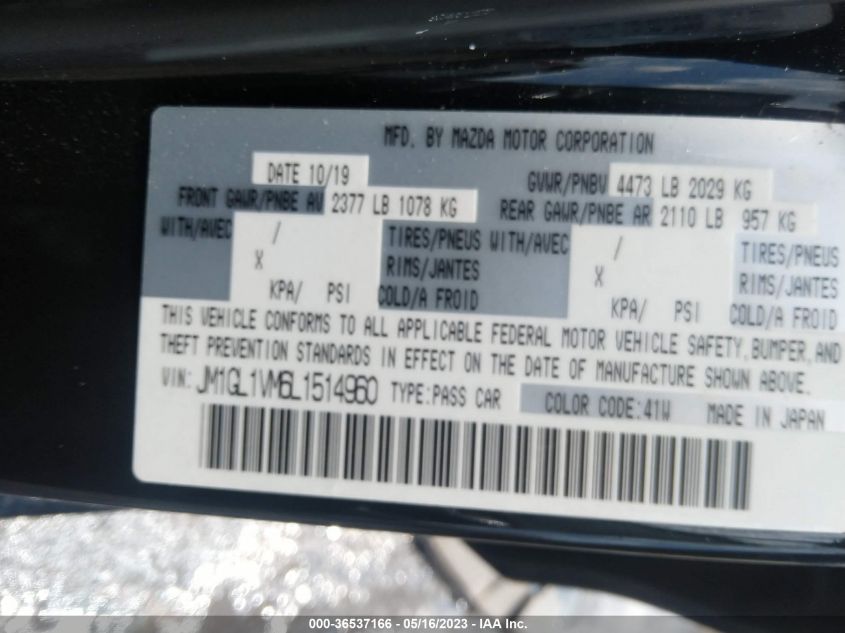 MFD. BY MAZDA MOTOR CORPORATION
DATE 10/19
GVWR/PNBV 4473 LB 2029 KG
FRONT GAWR/PNBE AV 2377 LB 1078 KG
REAR GAWR/PNBE AR 2110 LB 957 KG
WITH/AVEC / TIRES/PNEUS WITH/AVEC / TIRES/PNEUS
X RIMS/JANTES X RIMS/JANTES
KPA/ PSI COLD/A FROID KPA/ PSI COLD/A FROID
THIS VEHICLE CONFORMS TO ALL APPLICABLE FEDERAL MOTOR VEHICLE SAFETY, BUMPER, AND
THEFT PREVENTION STANDARDS IN EFFECT ON THE DATE OF MANUFACTURE SHOWN ABOVE.
VIN: JM1GL1VM6L1514960 TYPE:PASS CAR COLOR CODE:41W MADE IN JAPAN
000-36537166 - 05/16/2023 - IAA Inc.